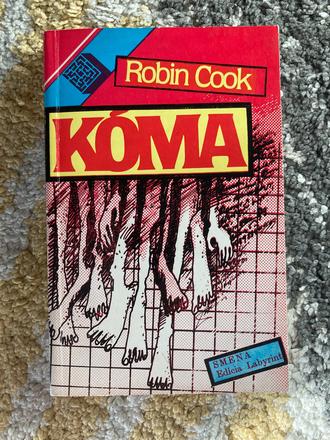 Robin Cook
KÓMA
SMENA
Edícia Labyrint